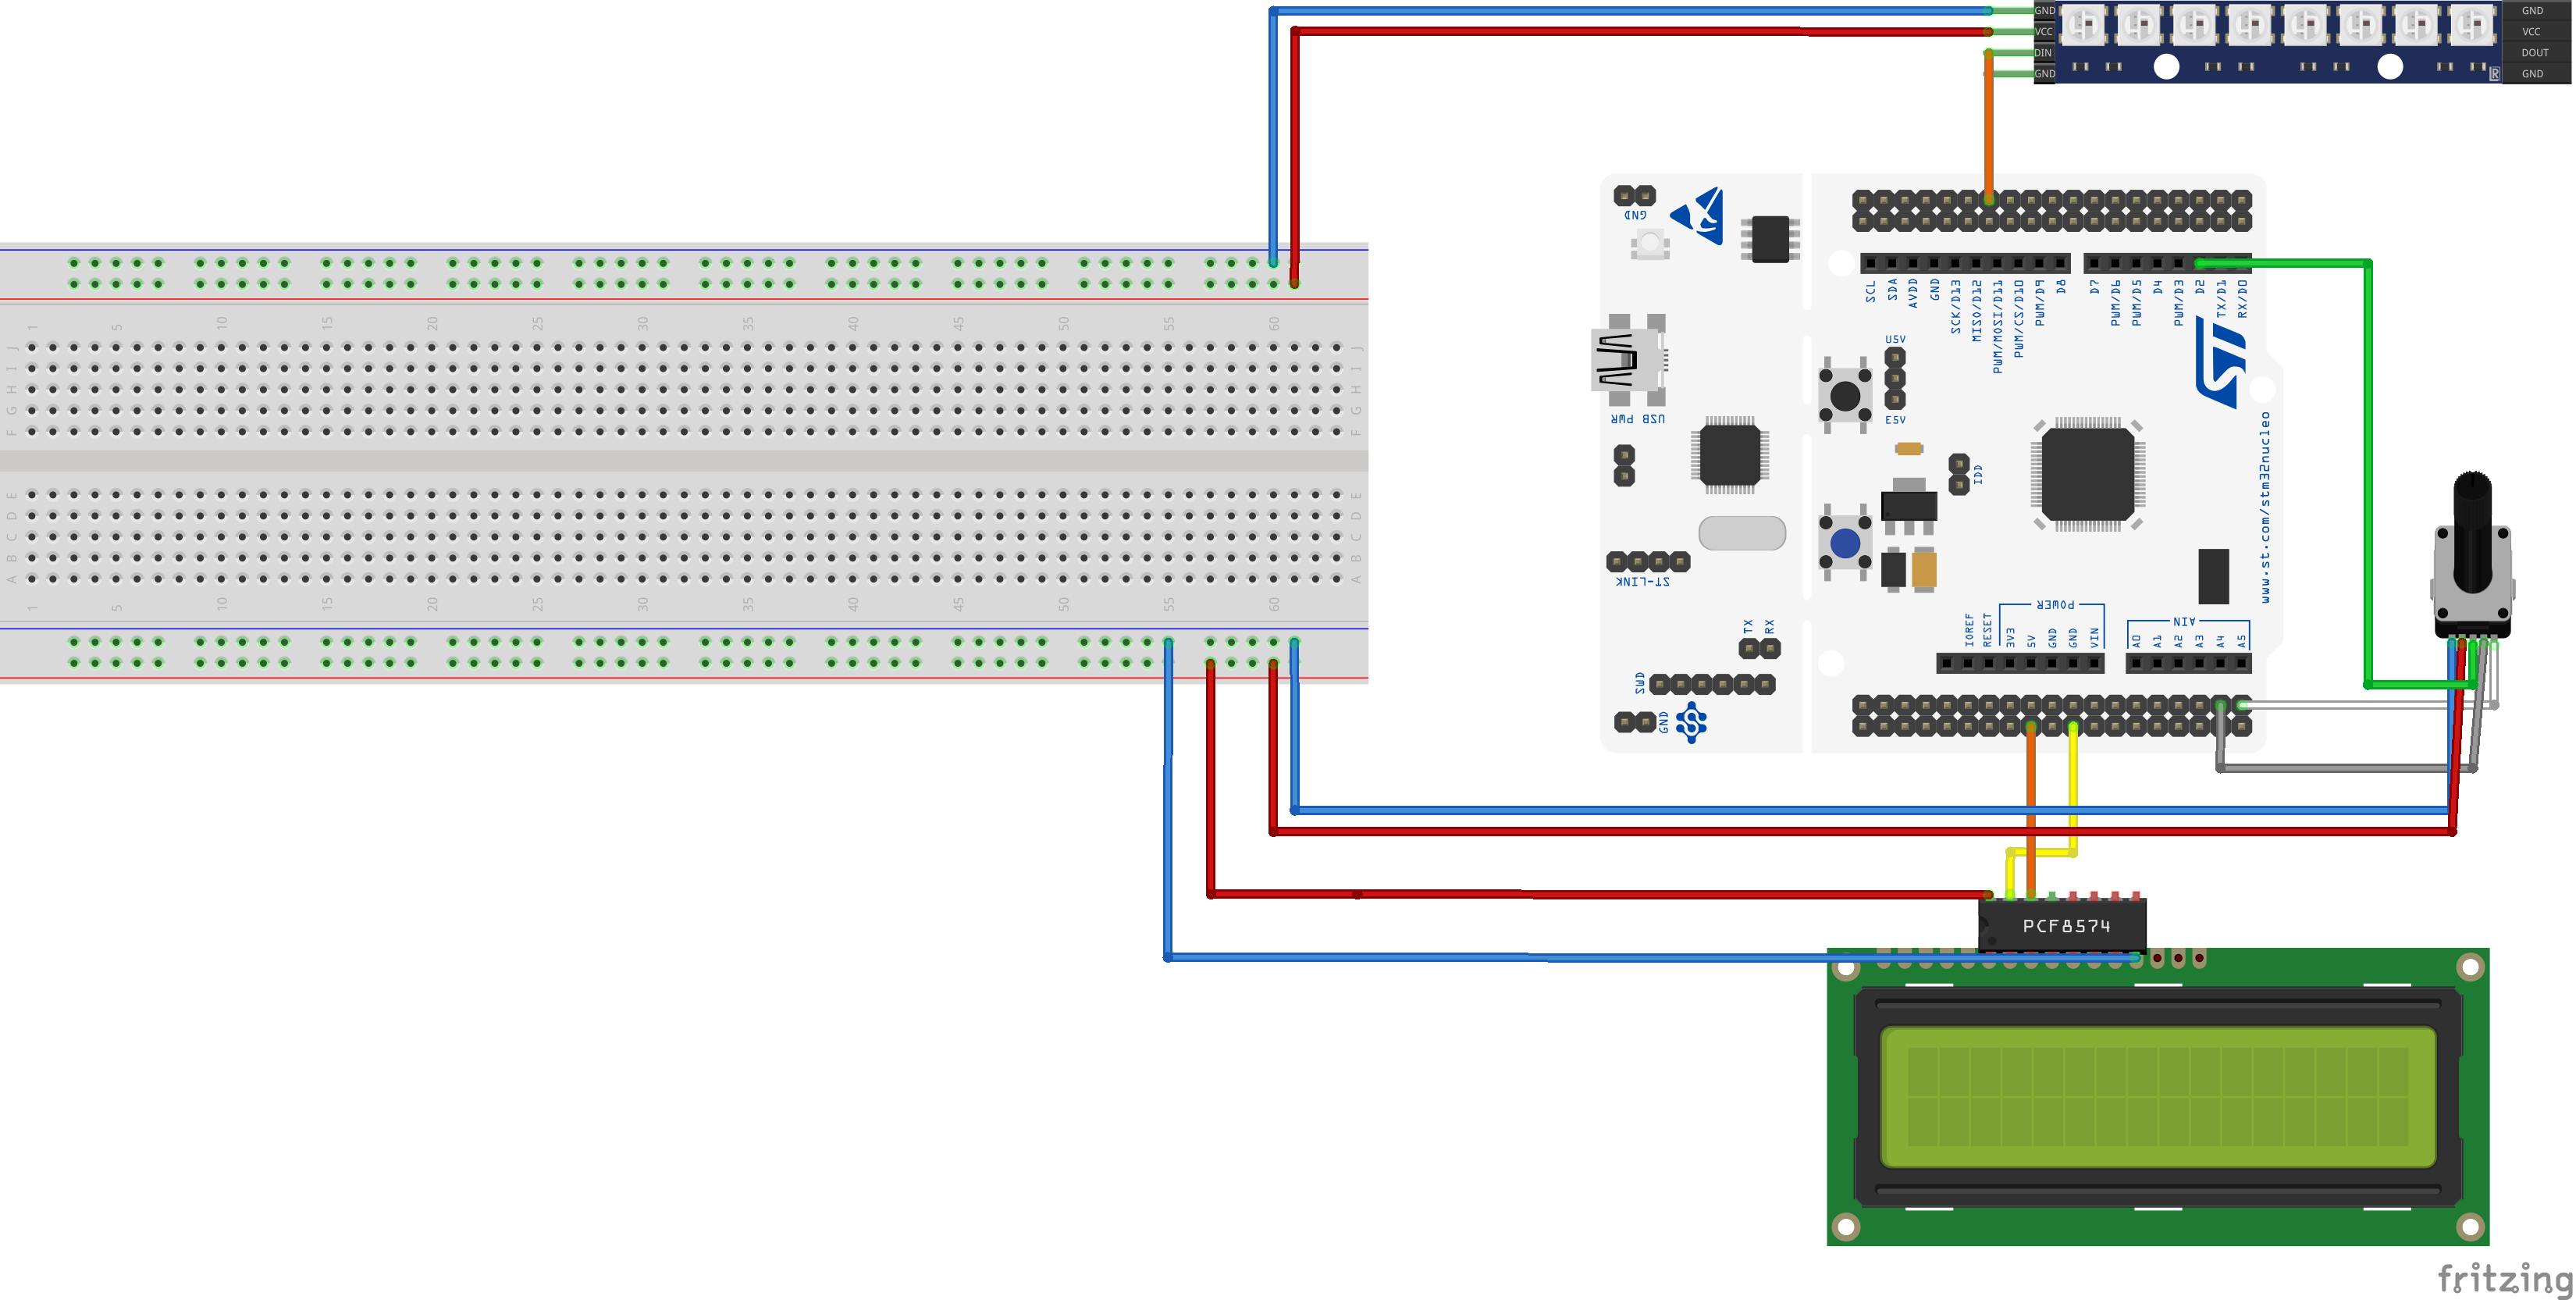 GND
VCC
DIN
GND
GND
VCC
DOUT
GND
R
GND
SCL
SDA
AVDD
GND
SCK/D13
MISO/D12
PWM/MOSI/D11
PWM/CS/D10
PWM/D9
D8
D7
PWM/D6
PWM/D5
D4
PWM/D3
D2
TX/D1
RX/D0
1 5 10 15 20 25 30 35 40 45 50 55 60
J J
I I
H H
G G
F F
E E
D D
C C
B B
A A
1 5 10 15 20 25 30 35 40 45 50 55 60
U5V
E5V
USB PWR
IDD
ST
www.st.com/stm32nucleo
ST-LINK
POWER
IOREF
RESET
3V3
5V
GND
GND
VIN
AIN
A0
A1
A2
A3
A4
A5
TX
RX
SWD
GND
PCF8574
fritzing